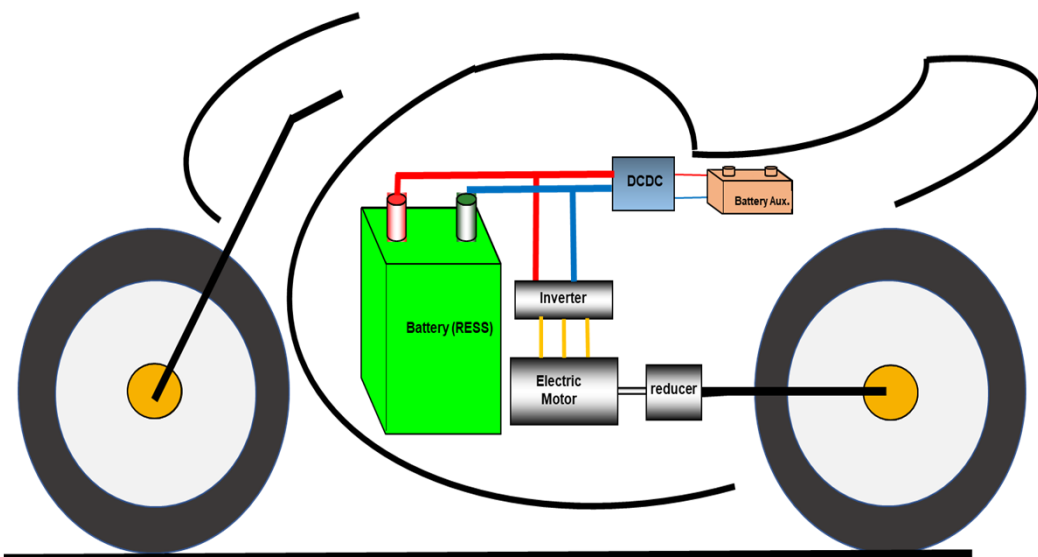 DCDC
Battery Aux.
Inverter
Battery (RESS)
Electric
Motor
reducer